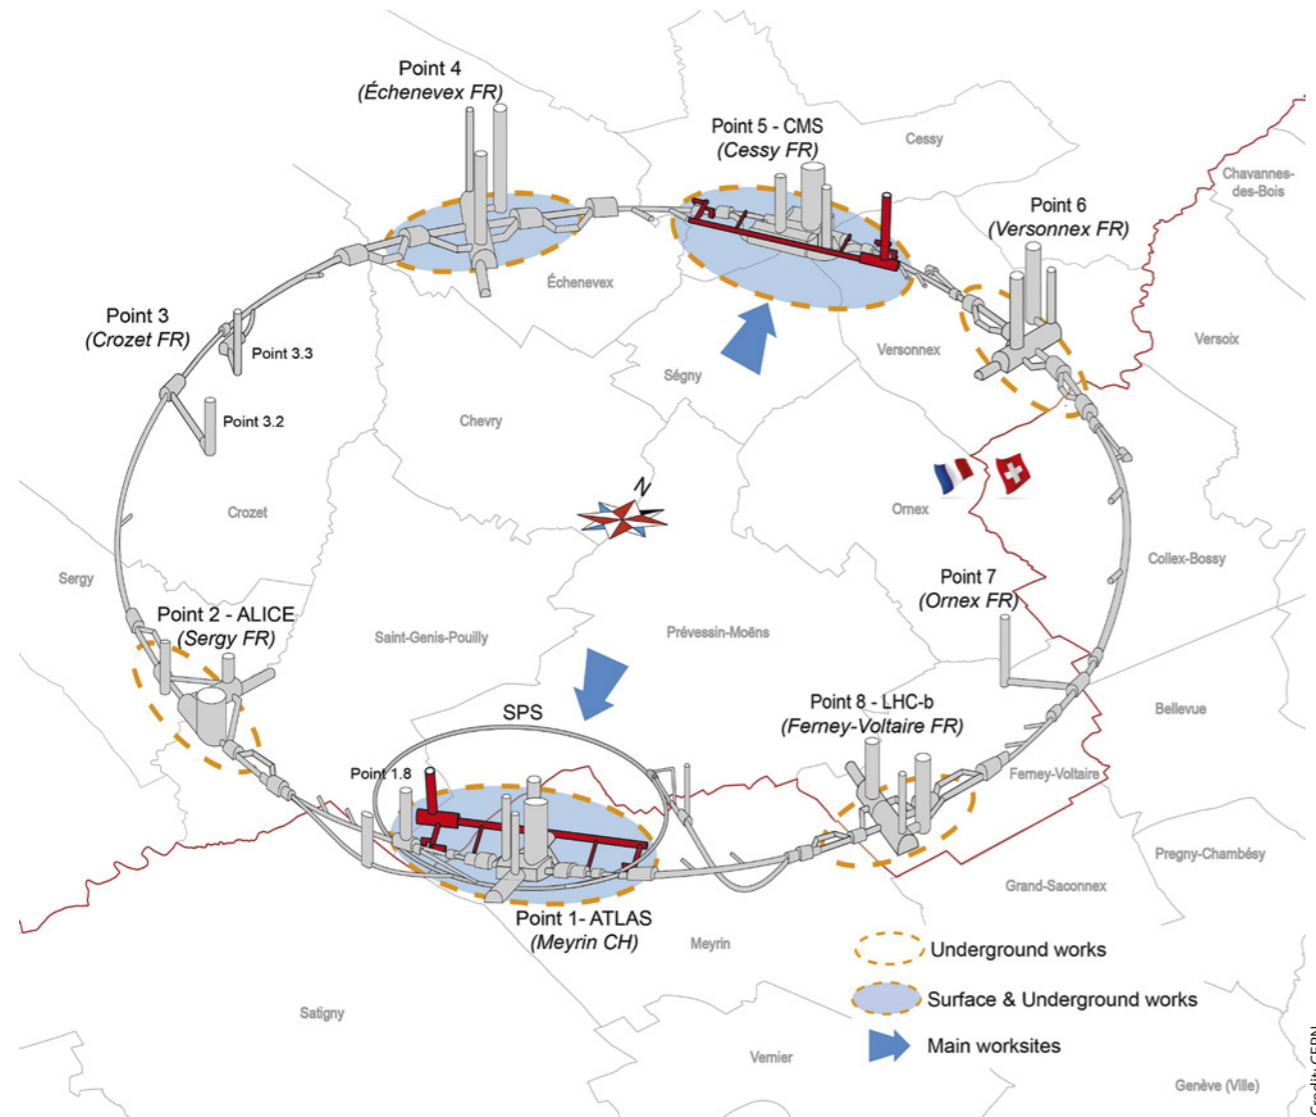 Point 4
(Échenevex FR)
Point 5 - CMS
(Cessy FR)
Cessy
Chavannes-
des-Bois
Point 6
(Versonnex FR)
Échenevex
Point 3
(Crozet FR)
Point 3.3
Versonnex
Versoix
Ségny
Chevry
Point 3.2
N
Crozet
Ornex
Sergy
Collex-Bossy
Point 7
(Ornex FR)
Point 2 - ALICE
(Sergy FR)
Saint-Genis-Pouilly
Prévessin-Moëns
Point 8 - LHC-b
(Ferney-Voltaire FR)
SPS
Bellevue
Point 1.8
Ferney-Voltaire
Pregny-Chambésy
Grand-Saconnex
Point 1- ATLAS
(Meyrin CH)
Meyrin
Underground works
Satigny
Surface & Underground works
Main worksites
Vernier
Genève (Ville)
Credit: CERN